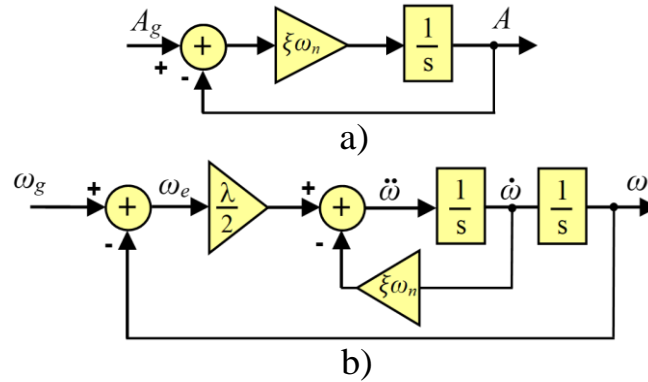 A_g + - + ξω_n 1/s A
a)
ω_g + - + ω_e λ/2 + - + ω̈ 1/s ω̇ 1/s ω
ξω_n
b)